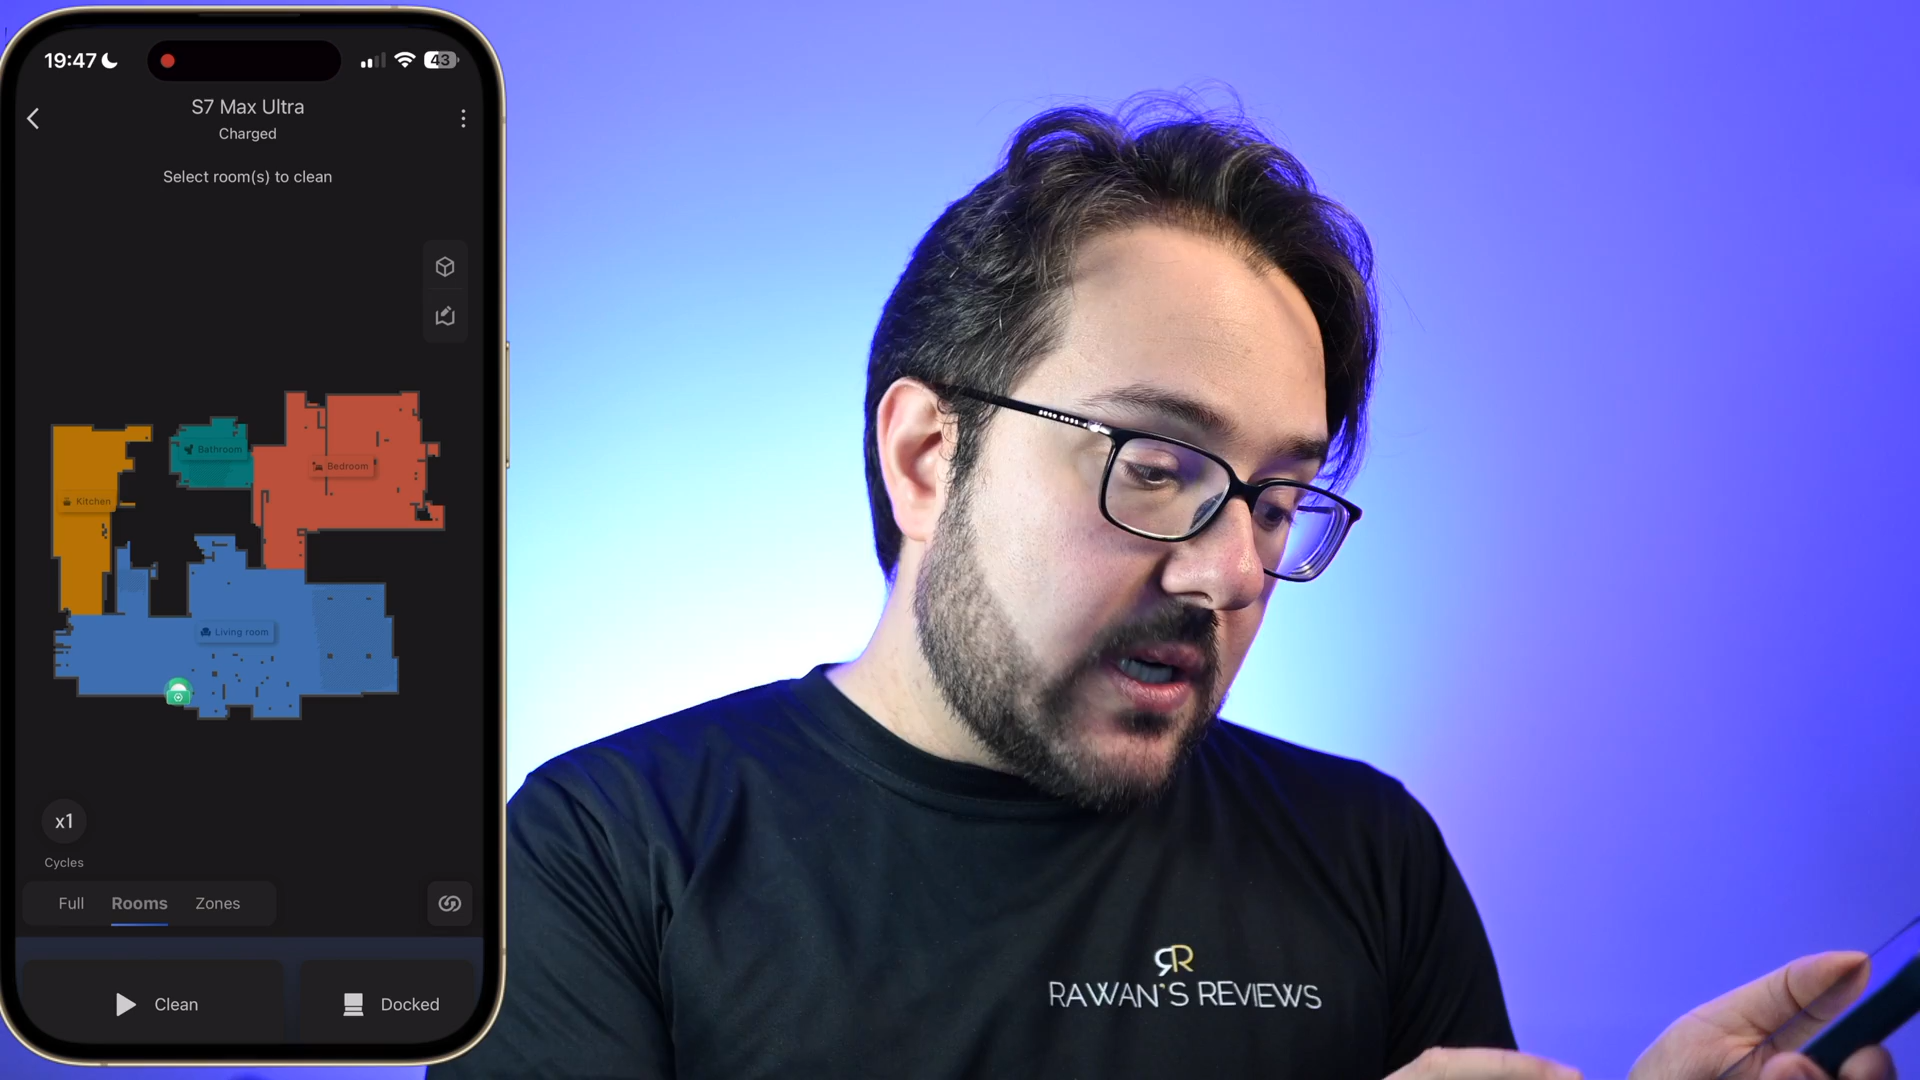 19:47
43
S7 Max Ultra
Charged
Select room(s) to clean
Bathroom
Bedroom
Kitchen
Living room
x1
Cycles
Full
Rooms
Zones
Clean
Docked
RR
RAWAN'S REVIEWS